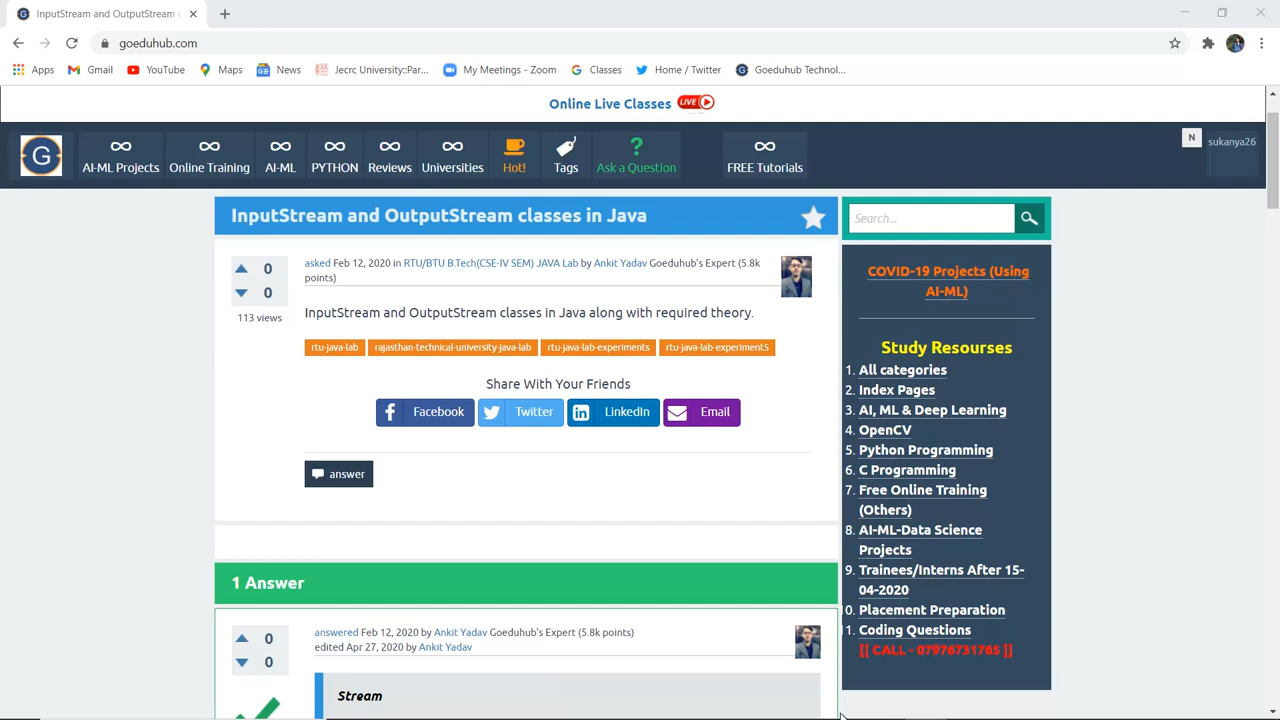 InputStream and OutputStream c
goeduhub.com
Apps Gmail YouTube Maps News Jecrc University::Par... My Meetings - Zoom Classes Home / Twitter Goeduhub Technol...
Online Live Classes LIVE
G AI-ML Projects Online Training AI-ML PYTHON Reviews Universities Hot! Tags Ask a Question FREE Tutorials N sukanya26
InputStream and OutputStream classes in Java
Search...
0
0
113 views
asked Feb 12, 2020 in RTU/BTU B.Tech(CSE-IV SEM) JAVA Lab by Ankit Yadav Goeduhub's Expert (5.8k
points)
InputStream and OutputStream classes in Java along with required theory.
rtu-java-lab rajasthan-technical-university-java-lab rtu-java-lab-experiments rtu-java-lab-experiment5
Share With Your Friends
Facebook Twitter LinkedIn Email
answer
1 Answer
0
0
answered Feb 12, 2020 by Ankit Yadav Goeduhub's Expert (5.8k points)
edited Apr 27, 2020 by Ankit Yadav
Stream
COVID-19 Projects (Using
AI-ML)
Study Resourses
1. All categories
2. Index Pages
3. AI, ML & Deep Learning
4. OpenCV
5. Python Programming
6. C Programming
7. Free Online Training
(Others)
8. AI-ML-Data Science
Projects
9. Trainees/Interns After 15-
04-2020
10. Placement Preparation
11. Coding Questions
[[ CALL - 07976731765 ]]